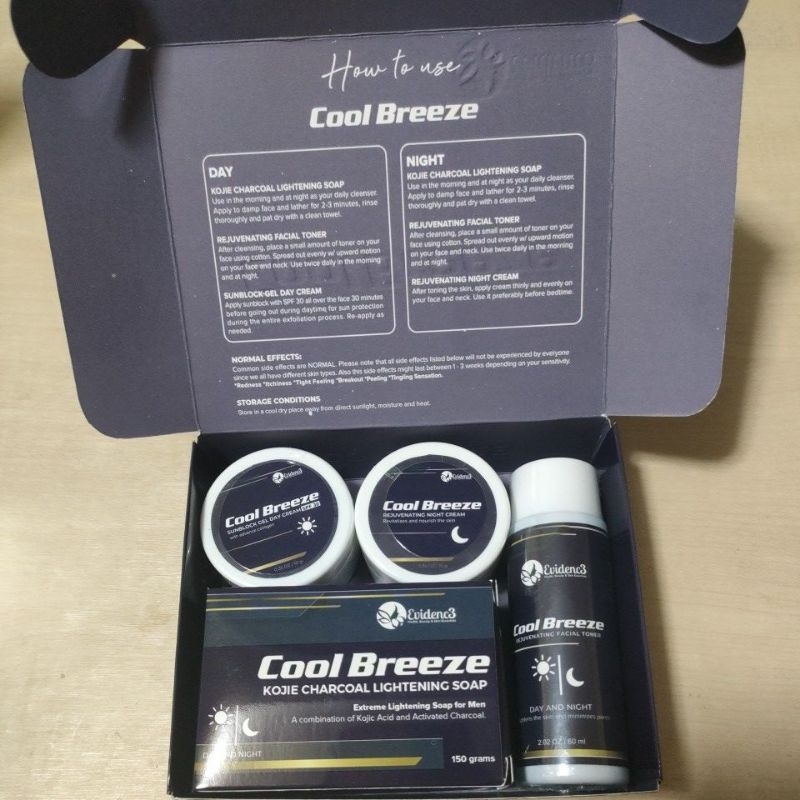 How to use
Cool Breeze
DAY
KOJIE CHARCOAL LIGHTENING SOAP
Use in the morning and at night as your daily cleanser.
Apply to damp face and lather for 2-3 minutes, rinse
thoroughly and pat dry with a clean towel.
REJUVENATING FACIAL TONER
After cleansing, place a small amount of toner on your
face using cotton. Spread out evenly w/ upward motion
on your face and neck. Use twice daily in the morning
and at night.
SUNBLOCK-GEL DAY CREAM
Apply sunblock with SPF 30 all over the face 30 minutes
before going out during daytime for sun protection
during the entire exfoliation process. Re-apply as
needed.
NIGHT
KOJIE CHARCOAL LIGHTENING SOAP
Use in the morning and at night as your daily cleanser.
Apply to damp face and lather for 2-3 minutes, rinse
thoroughly and pat dry with a clean towel.
REJUVENATING FACIAL TONER
After cleansing, place a small amount of toner on your
face using cotton. Spread out evenly w/ upward motion
on your face and neck. Use twice daily in the morning
and at night.
REJUVENATING NIGHT CREAM
After toning the skin, apply cream thinly and evenly on
your face and neck. Use it preferably before bedtime.
NORMAL EFFECTS:
Common side effects are NORMAL. Please note that all side effects listed below will not be experienced by everyone
since we all have different skin types. Also this side effects might last between 1 - 3 weeks depending on your sensitivity.
*Redness *Itchiness *Tight Feeling *Breakout *Peeling *Tingling Sensation.
STORAGE CONDITIONS
Store in a cool dry place away from direct sunlight, moisture and heat.
Evidenc3
Cool Breeze
SUNBLOCK GEL DAY CREAM SPF 30
with advance collagen
Evidenc3
Cool Breeze
REJUVENATING NIGHT CREAM
Revitalizes and nourish the skin
Evidenc3
Cool Breeze
KOJIE CHARCOAL LIGHTENING SOAP
Extreme Lightening Soap for Men
A combination of Kojic Acid and Activated Charcoal.
DAY AND NIGHT
150 grams
Evidenc3
Cool Breeze
REJUVENATING FACIAL TONER
DAY AND NIGHT
2.02 OZ / 60 ml